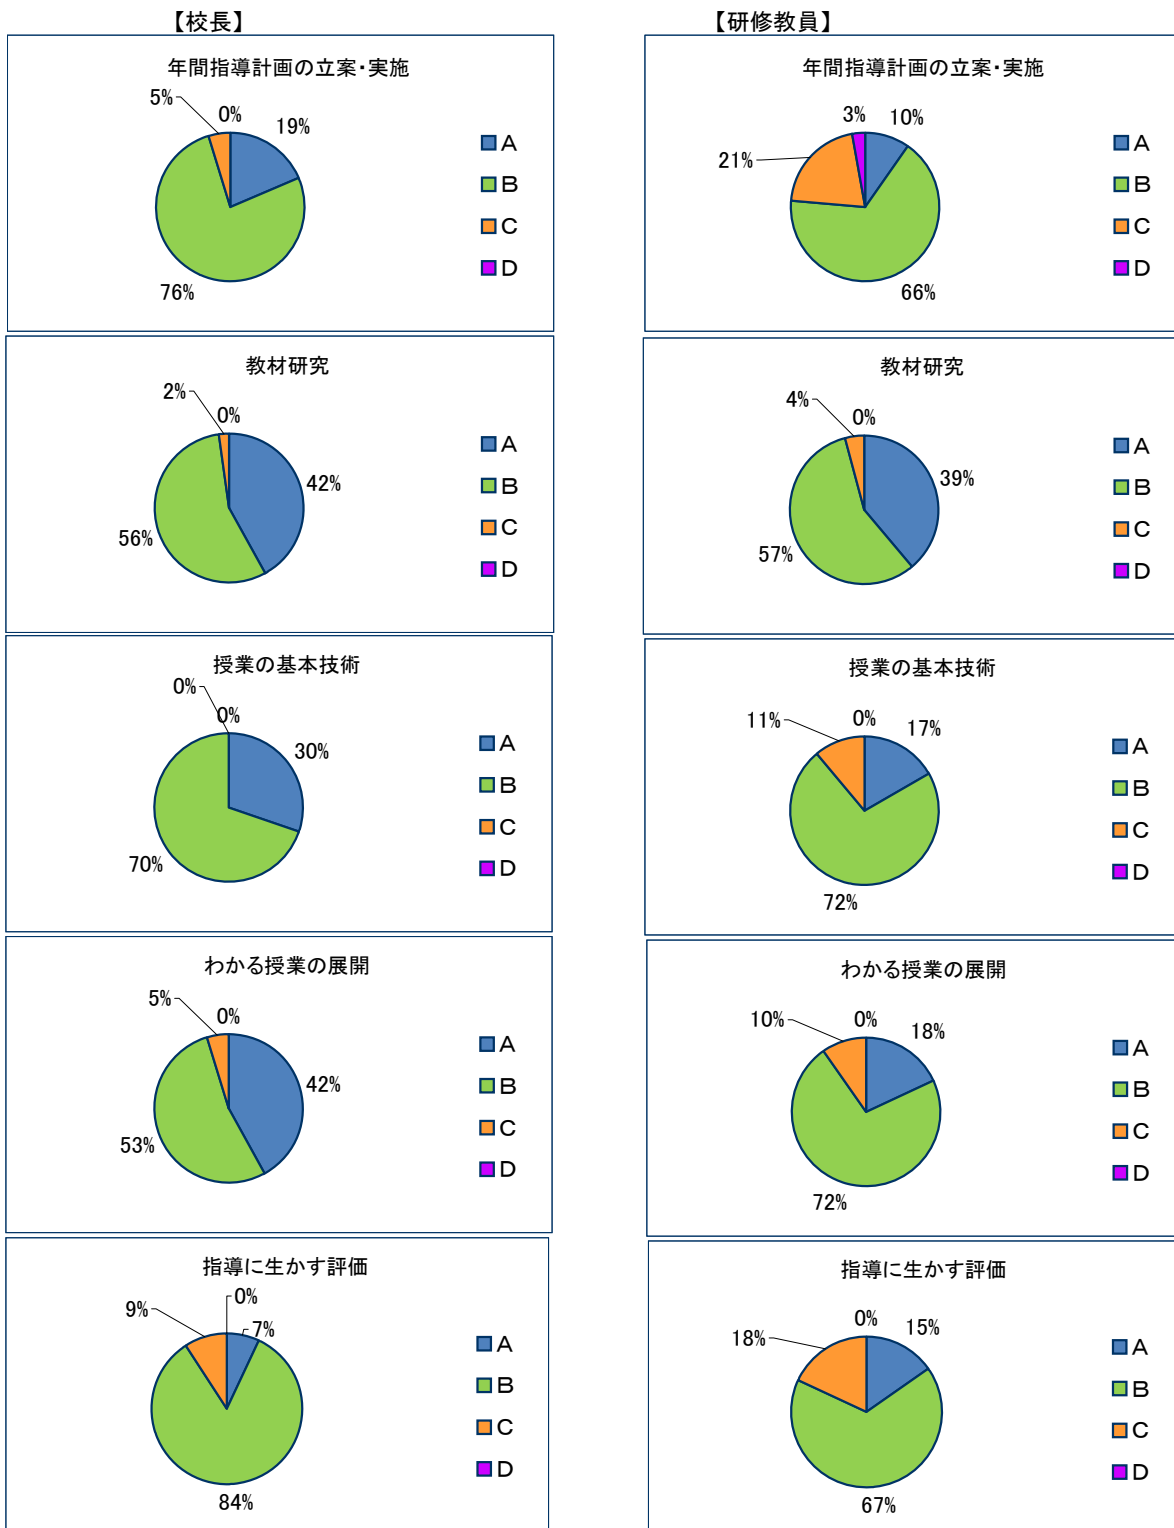 【校長】
【研修教員】
年間指導計画の立案・実施
5%
0%
19%
76%
A
B
C
D
年間指導計画の立案・実施
3%
10%
21%
66%
A
B
C
D
教材研究
2%
0%
42%
56%
A
B
C
D
教材研究
4%
0%
39%
57%
A
B
C
D
授業の基本技術
0%
0%
30%
70%
A
B
C
D
授業の基本技術
11%
0%
17%
72%
A
B
C
D
わかる授業の展開
5%
0%
42%
53%
A
B
C
D
わかる授業の展開
10%
0%
18%
72%
A
B
C
D
指導に生かす評価
9%
0%
7%
84%
A
B
C
D
指導に生かす評価
18%
0%
15%
67%
A
B
C
D